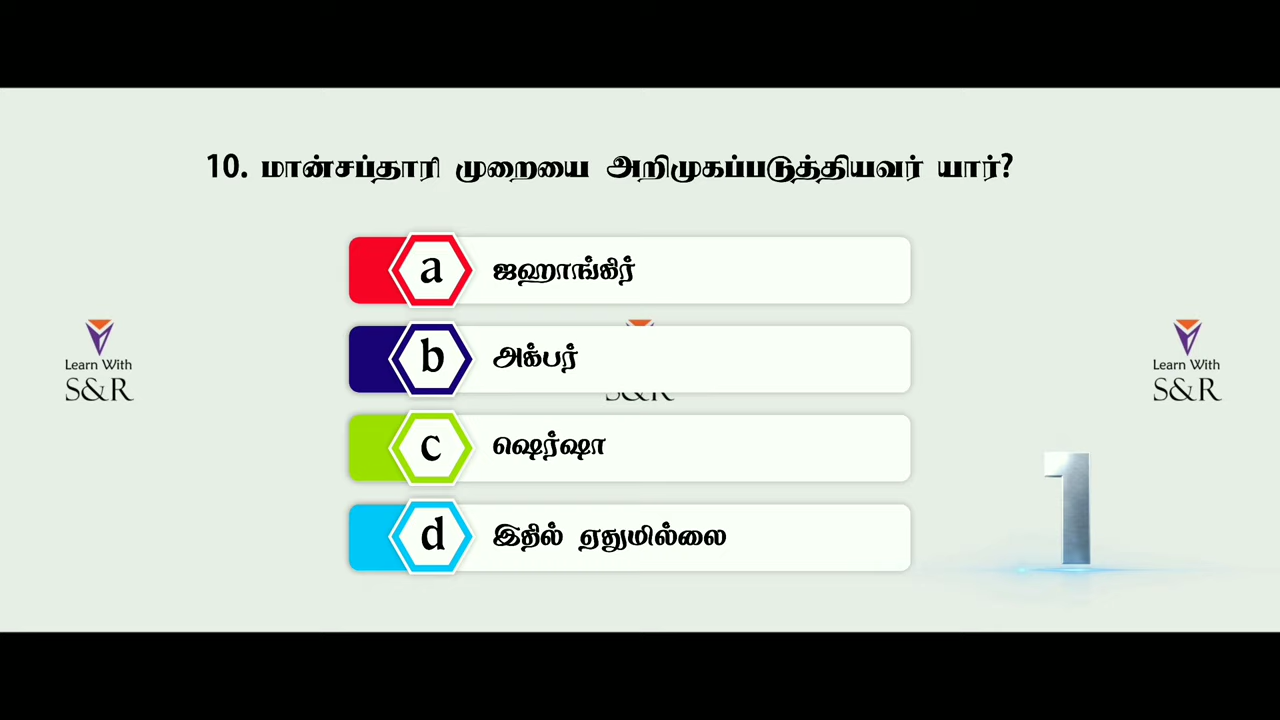 10. மான்சப்தாரி முறையை அறிமுகப்படுத்தியவர் யார்?
a ஜஹாங்கிர்
b அக்பர்
c ஷெர்ஷா
d இதில் ஏதுமில்லை
Learn With
S&R
S&R
Learn With
S&R
1